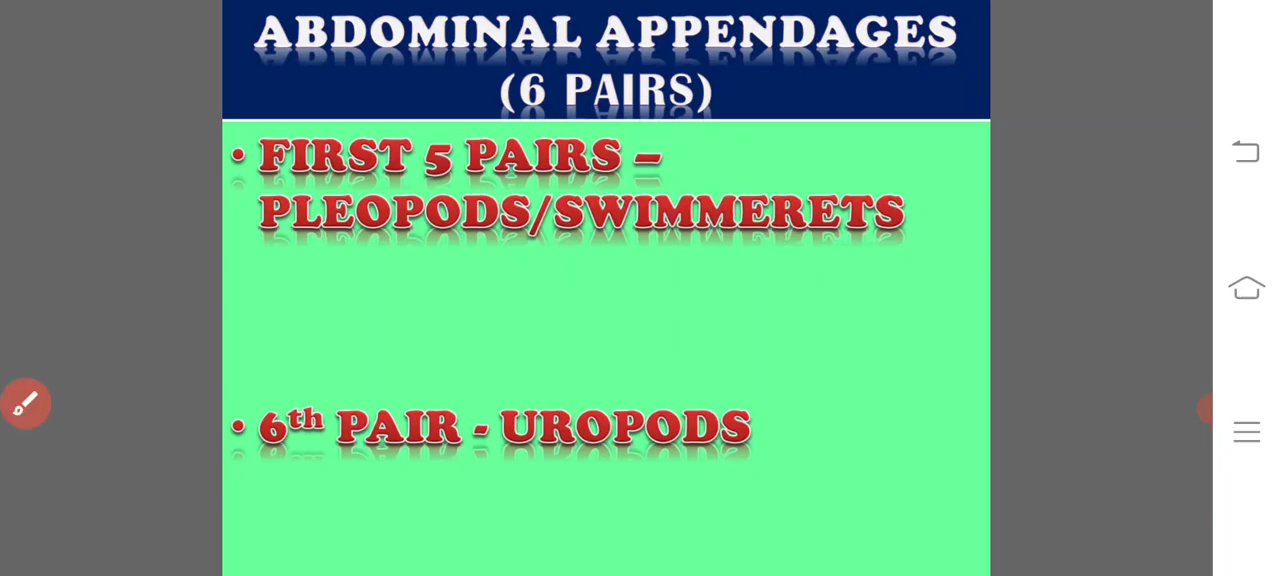 ABDOMINAL APPENDAGES
(6 PAIRS)
• FIRST 5 PAIRS –
PLEOPODS/SWIMMERETS
• 6th PAIR - UROPODS